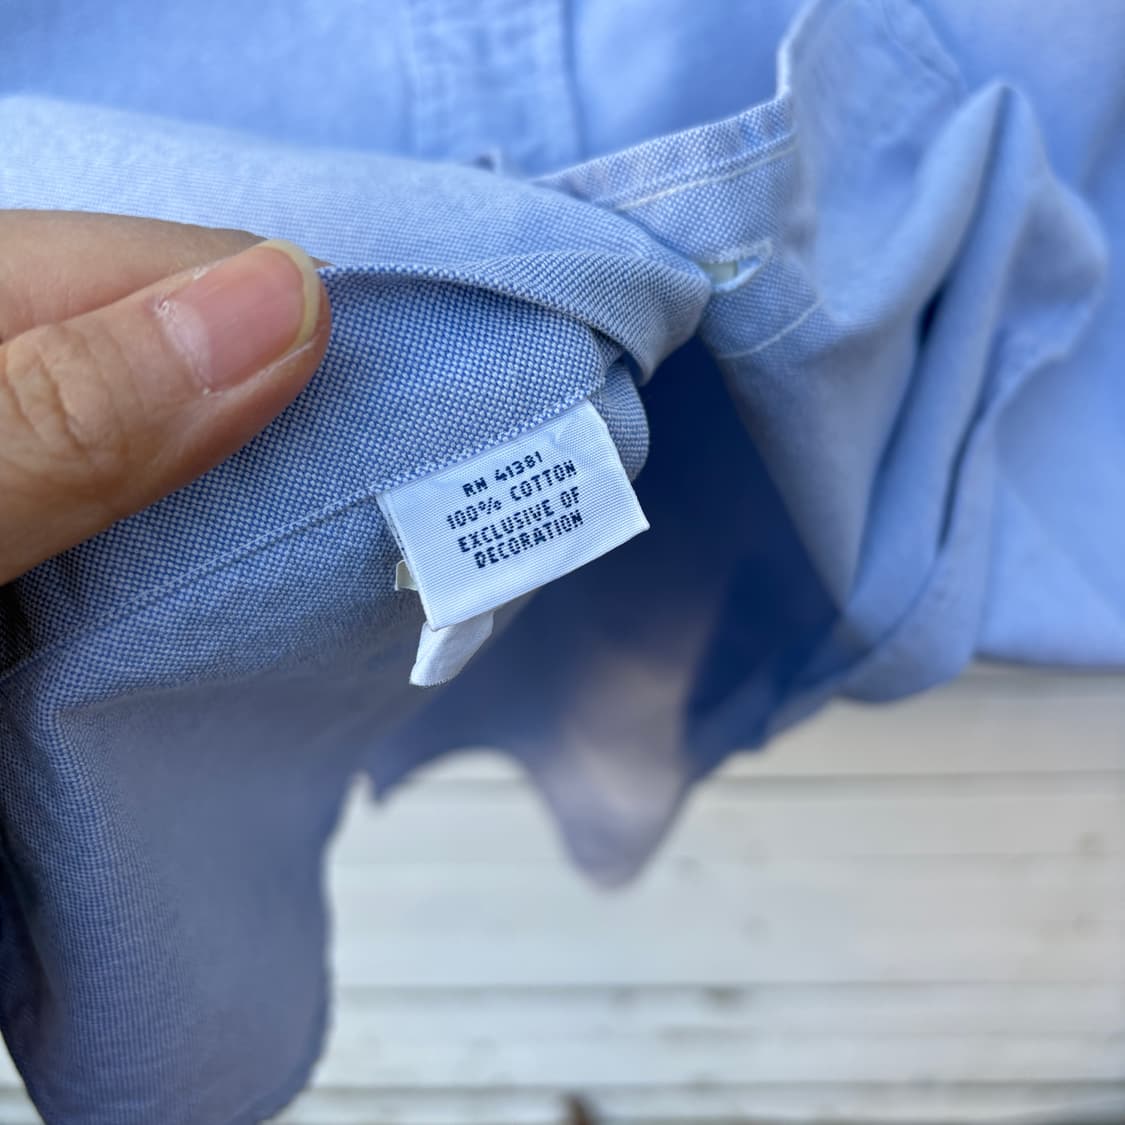 RN 41381
100% COTTON
EXCLUSIVE OF
DECORATION